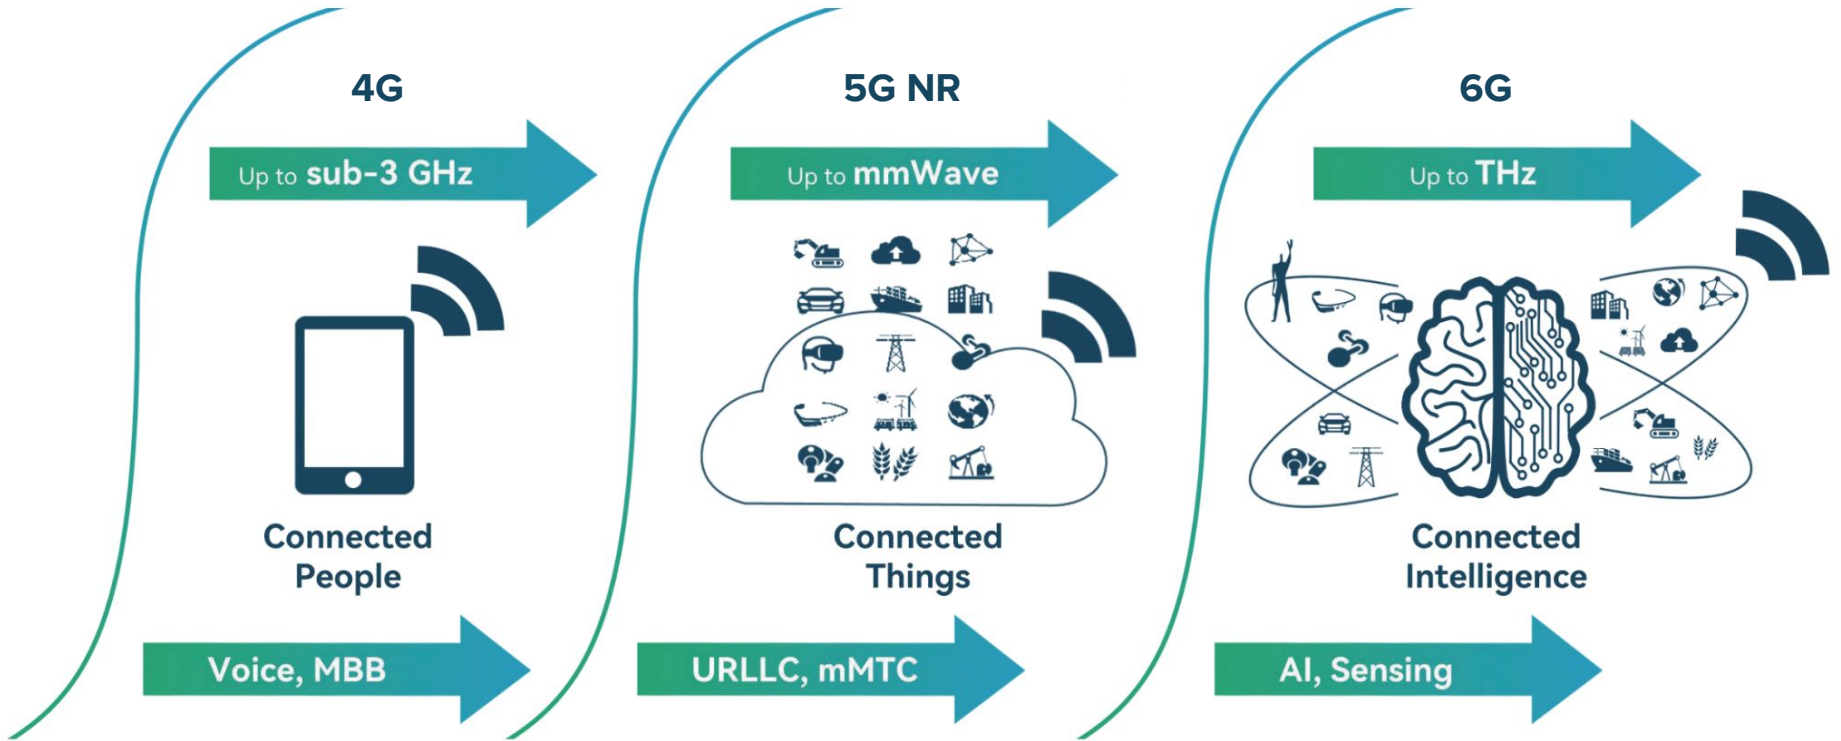 4G
Up to sub-3 GHz
Connected
People
Voice, MBB
5G NR
Up to mmWave
Connected
Things
URLLC, mMTC
6G
Up to THz
Connected
Intelligence
AI, Sensing